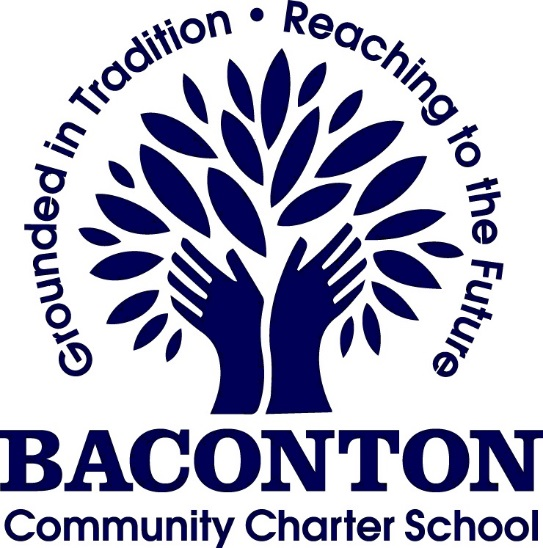 Grounded in Tradition • Reaching to the Future
BACONTON
Community Charter School